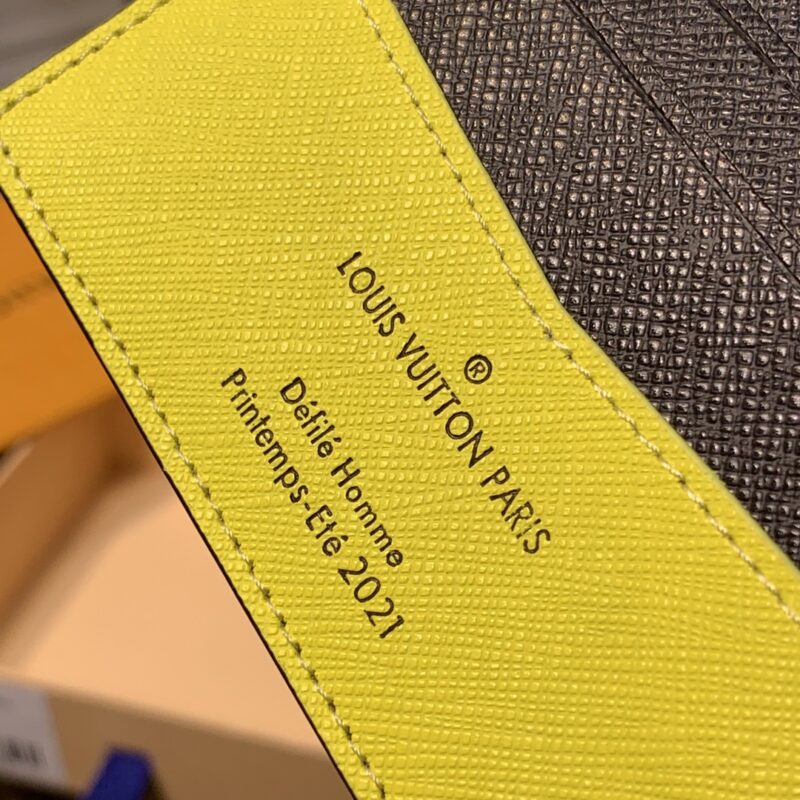 ®
LOUIS VUITTON PARIS
Défilé Homme
Printemps-Eté 2021